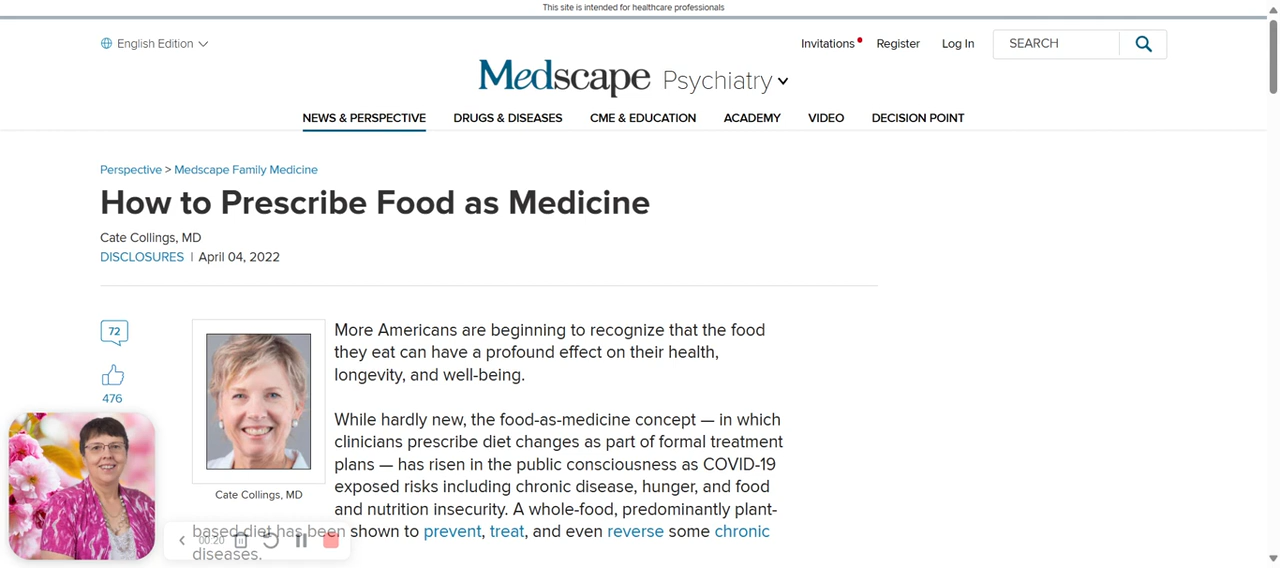 This site is intended for healthcare professionals
English Edition
Invitations Register Log In SEARCH
Medscape Psychiatry
NEWS & PERSPECTIVE DRUGS & DISEASES CME & EDUCATION ACADEMY VIDEO DECISION POINT
Perspective > Medscape Family Medicine
How to Prescribe Food as Medicine
Cate Collings, MD
DISCLOSURES | April 04, 2022
72
476
Cate Collings, MD
More Americans are beginning to recognize that the food
they eat can have a profound effect on their health,
longevity, and well-being.
While hardly new, the food-as-medicine concept — in which
clinicians prescribe diet changes as part of formal treatment
plans — has risen in the public consciousness as COVID-19
exposed risks including chronic disease, hunger, and food
and nutrition insecurity. A whole-food, predominantly plant-
based diet has been shown to prevent, treat, and even reverse some chronic
diseases.
00:20